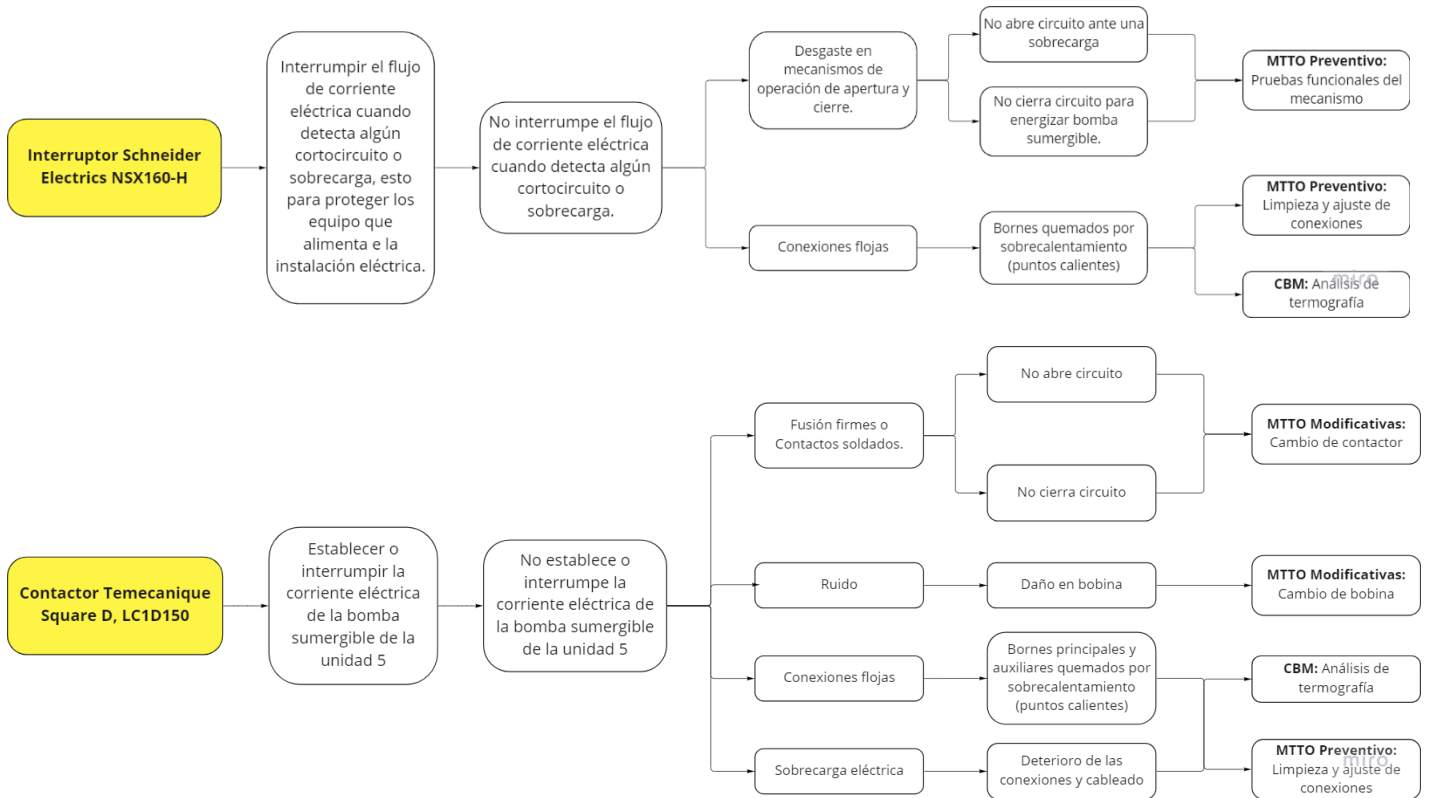 Interruptor Schneider
Electrics NSX160-H
Interrumpir el flujo
de corriente
eléctrica cuando
detecta algún
cortocircuito o
sobrecarga, esto
para proteger los
equipo que
alimenta e la
instalación eléctrica.
No interrumpe el flujo
de corriente eléctrica
cuando detecta algún
cortocircuito o
sobrecarga.
Desgaste en
mecanismos de
operación de apertura y
cierre.
No abre circuito ante una
sobrecarga
No cierra circuito para
energizar bomba
sumergible.
MTTO Preventivo:
Pruebas funcionales del
mecanismo
Conexiones flojas
Bornes quemados por
sobrecalentamiento
(puntos calientes)
MTTO Preventivo:
Limpieza y ajuste de
conexiones
CBM: Análisis de
termografía
miro
Contactor Temecanique
Square D, LC1D150
Establecer o
interrumpir la
corriente eléctrica
de la bomba
sumergible de la
unidad 5
No establece o
interrumpe la
corriente eléctrica de
la bomba sumergible
de la unidad 5
Fusión firmes o
Contactos soldados.
No abre circuito
No cierra circuito
MTTO Modificativas:
Cambio de contactor
Ruido
Daño en bobina
MTTO Modificativas:
Cambio de bobina
Conexiones flojas
Bornes principales y
auxiliares quemados por
sobrecalentamiento
(puntos calientes)
CBM: Análisis de
termografía
Sobrecarga eléctrica
Deterioro de las
conexiones y cableado
MTTO Preventivo:
Limpieza y ajuste de
conexiones
miro